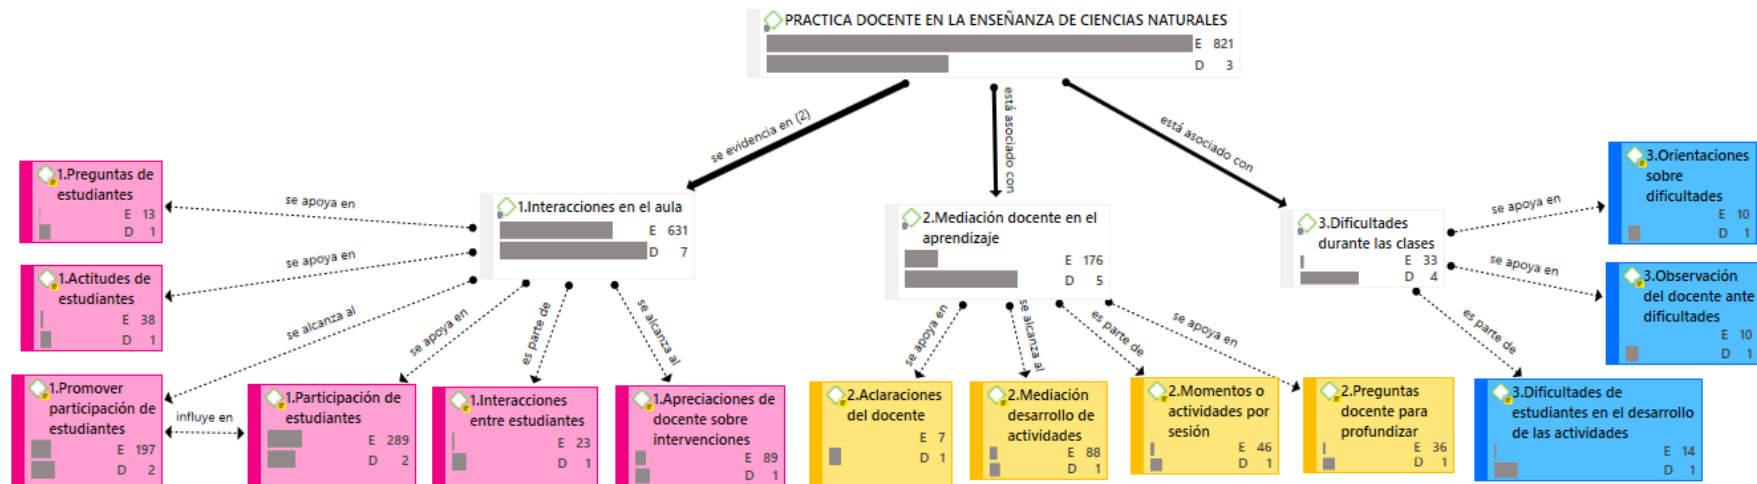 PRACTICA DOCENTE EN LA ENSEÑANZA DE CIENCIAS NATURALES
E 821
D 3
se evidencia en (2)
está asociado con
está asociado con
1.Interacciones en el aula
E 631
D 7
2.Mediación docente en el
aprendizaje
E 176
D 5
3.Dificultades
durante las clases
E 33
D 4
se apoya en
se apoya en
se alcanza al
se apoya en
es parte de
se alcanza al
se apoya en
se alcanza al
es parte de
se apoya en
se apoya en
se apoya en
es parte de
1.Preguntas de
estudiantes
E 13
D 1
1.Actitudes de
estudiantes
E 38
D 1
1.Promover
participación de
estudiantes
E 197
D 2
influye en
1.Participación de
estudiantes
E 289
D 2
1.Interacciones
entre estudiantes
E 23
D 1
1.Apreciaciones de
docente sobre
intervenciones
E 89
D 1
2.Aclaraciones
del docente
E 7
D 1
2.Mediación
desarrollo de
actividades
E 88
D 1
2.Momentos o
actividades por
sesión
E 46
D 1
2.Preguntas
docente para
profundizar
E 36
D 1
3.Orientaciones
sobre
dificultades
E 10
D 1
3.Observación
del docente ante
dificultades
E 10
D 1
3.Dificultades de
estudiantes en el desarrollo
de las actividades
E 14
D 1